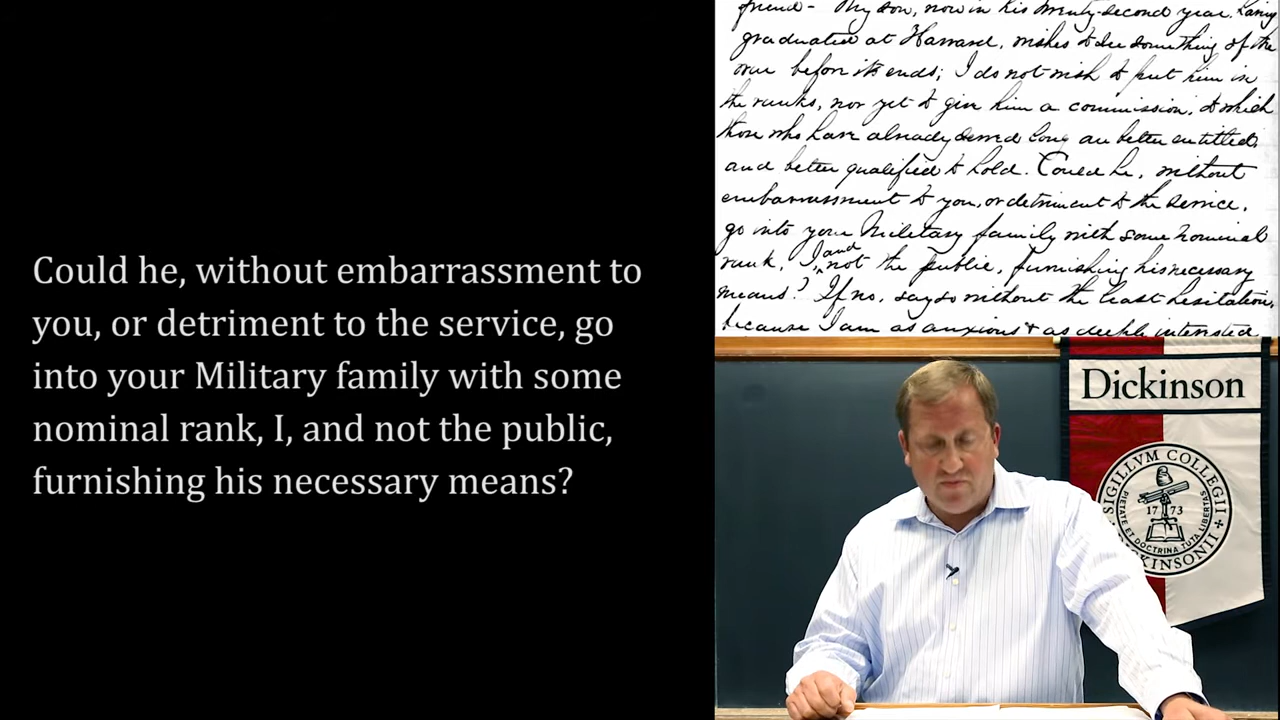 Could he, without embarrassment to
you, or detriment to the service, go
into your Military family with some
nominal rank, I, and not the public,
furnishing his necessary means?
friend - My son, now in his twenty-second year, having
graduated at Harvard, wishes to see something of the
war before it ends; I do not wish to put him in
the ranks, nor yet to give him a commission, to which
those who have already served long are better entitled,
and better qualified to hold. Could he, without
embarrassment to you, or detriment to the service,
go into your Military family with some nominal
rank, I, and not the public, furnishing his necessary
means? If no, say so without the least hesitation,
because I am as anxious & as deeply interested
Dickinson
SIGILLVM COLLEGII
DICKINSONII
PIETATE ET DOCTRINA TUTA LIBERTAS
1773